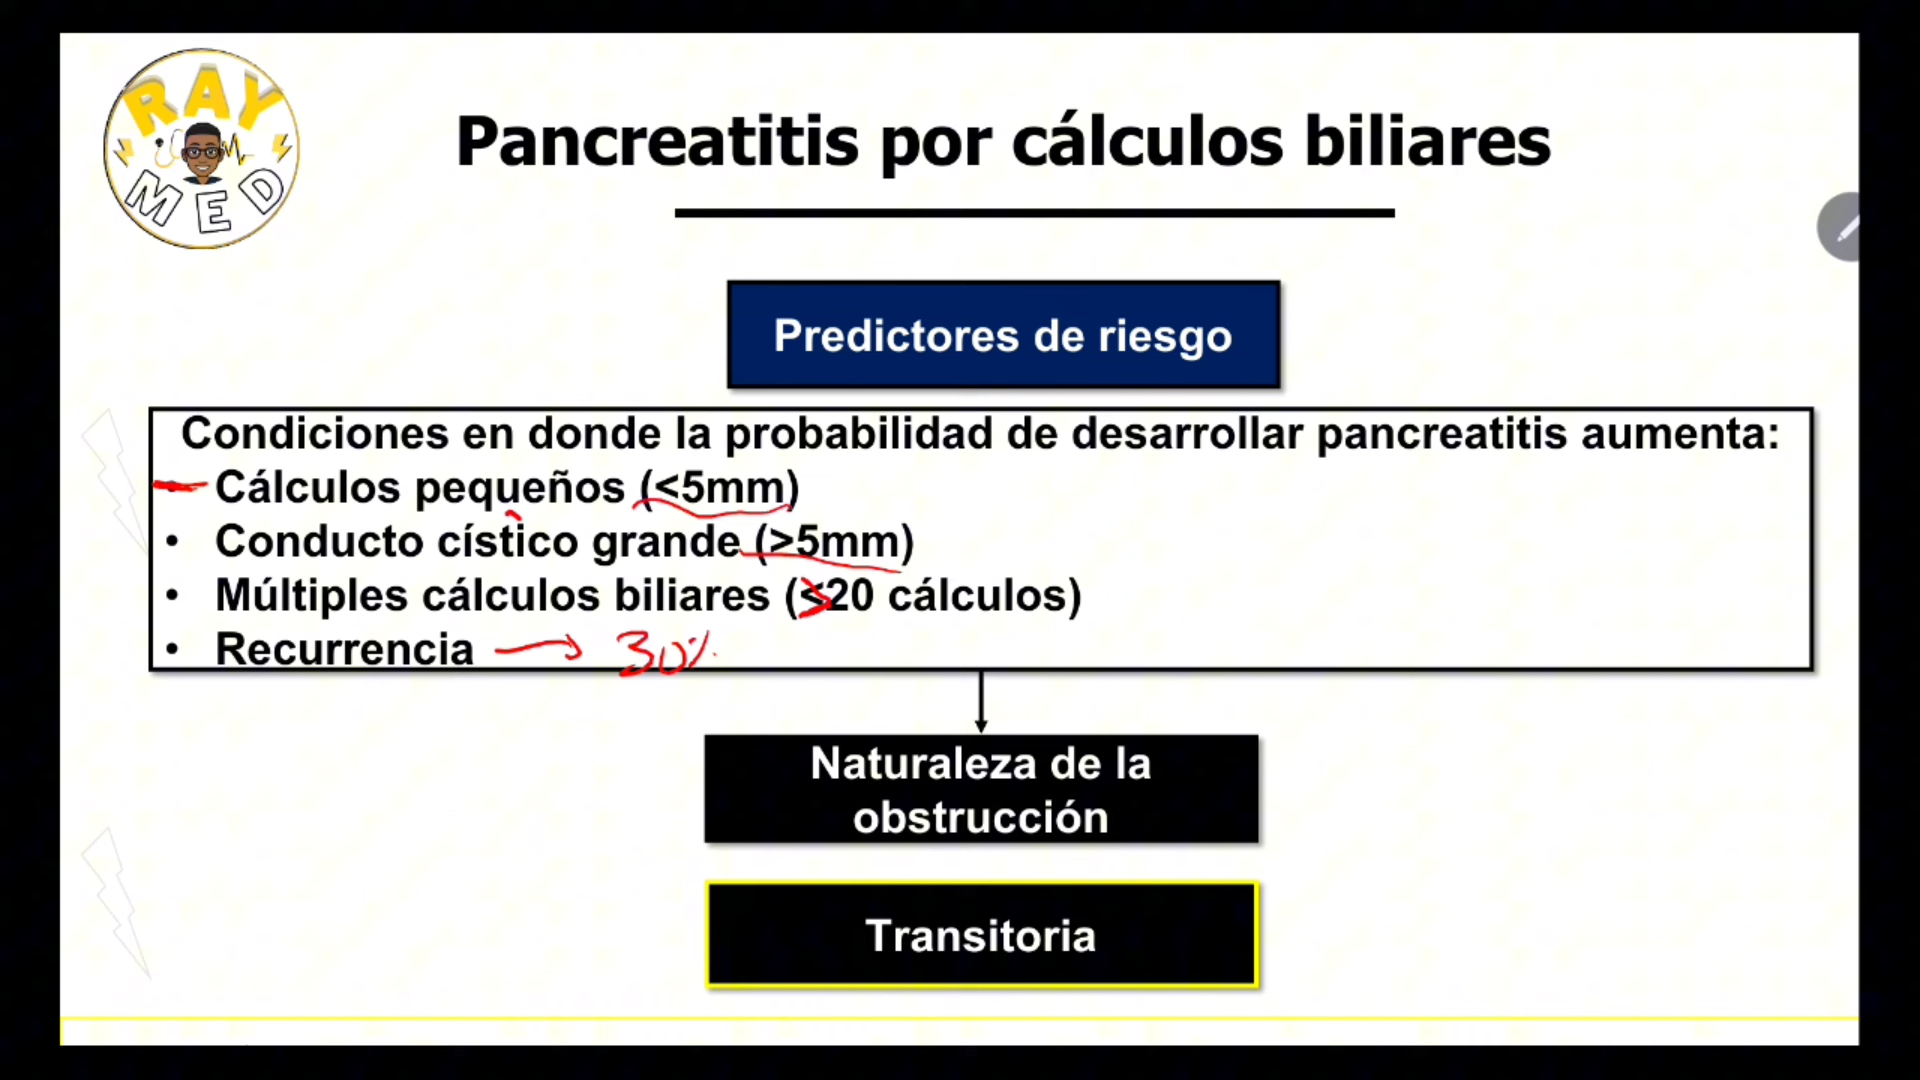 RAY
MED
Pancreatitis por cálculos biliares
Predictores de riesgo
Condiciones en donde la probabilidad de desarrollar pancreatitis aumenta:
Cálculos pequeños (<5mm)
• Conducto cístico grande (>5mm)
• Múltiples cálculos biliares (>20 cálculos)
• Recurrencia → 30%
Naturaleza de la
obstrucción
Transitoria